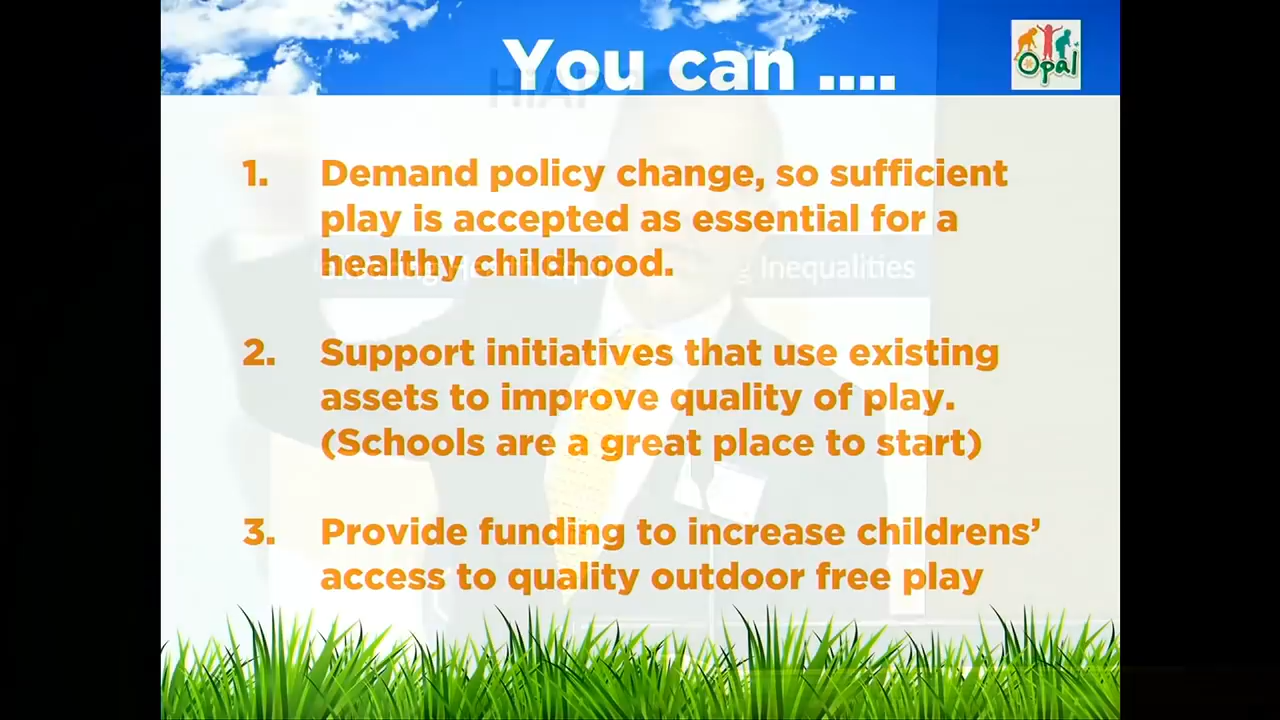 You can ....
Opal
HiAP
1. Demand policy change, so sufficient
play is accepted as essential for a
healthy childhood.
Inequalities
2. Support initiatives that use existing
assets to improve quality of play.
(Schools are a great place to start)
3. Provide funding to increase childrens’
access to quality outdoor free play